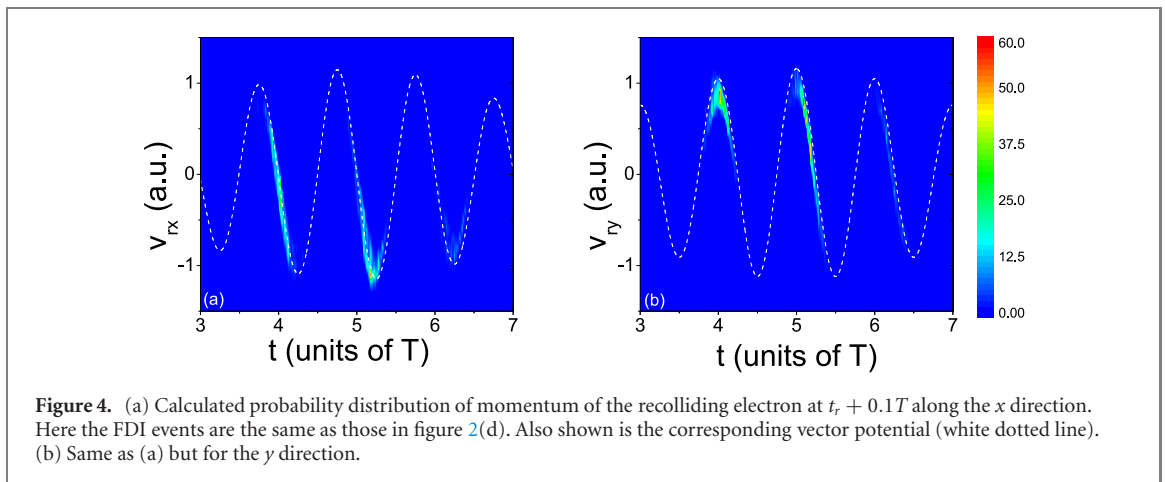 1
0
-1
v_rx (a.u.)
(a)
3 4 5 6 7
t (units of T)
1
0
-1
v_ry (a.u.)
(b)
3 4 5 6 7
t (units of T)
60.0
50.0
37.5
25.0
12.5
0.00
Figure 4. (a) Calculated probability distribution of momentum of the recolliding electron at t_r + 0.1T along the x direction.
Here the FDI events are the same as those in figure 2(d). Also shown is the corresponding vector potential (white dotted line).
(b) Same as (a) but for the y direction.